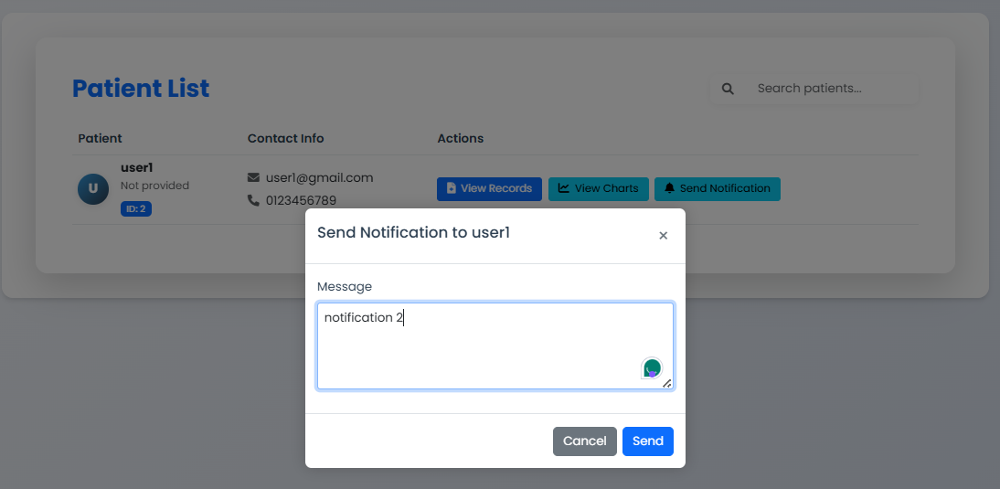 Patient List
Search patients...
Patient Contact Info Actions
user1
Not provided
ID: 2
U
user1@gmail.com
0123456789
View Records View Charts Send Notification
Send Notification to user1
×
Message
notification 2
Cancel Send